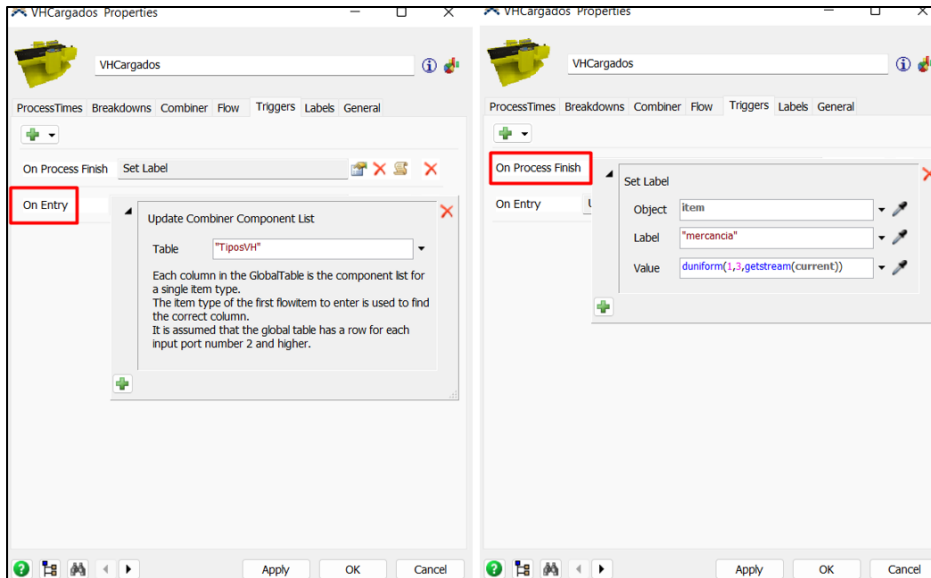 VHCargados Properties
VHCargados
ProcessTimes Breakdowns Combiner Flow Triggers Labels General
On Process Finish Set Label
On Entry
Update Combiner Component List
Table "TiposVH"
Each column in the GlobalTable is the component list for
a single item type.
The item type of the first flowitem to enter is used to find
the correct column.
It is assumed that the global table has a row for each
input port number 2 and higher.
Apply OK Cancel
VHCargados Properties
VHCargados
ProcessTimes Breakdowns Combiner Flow Triggers Labels General
On Process Finish
Set Label
On Entry
Object item
Label "mercancia"
Value duniform(1,3,getstream(current))
Apply OK Cancel